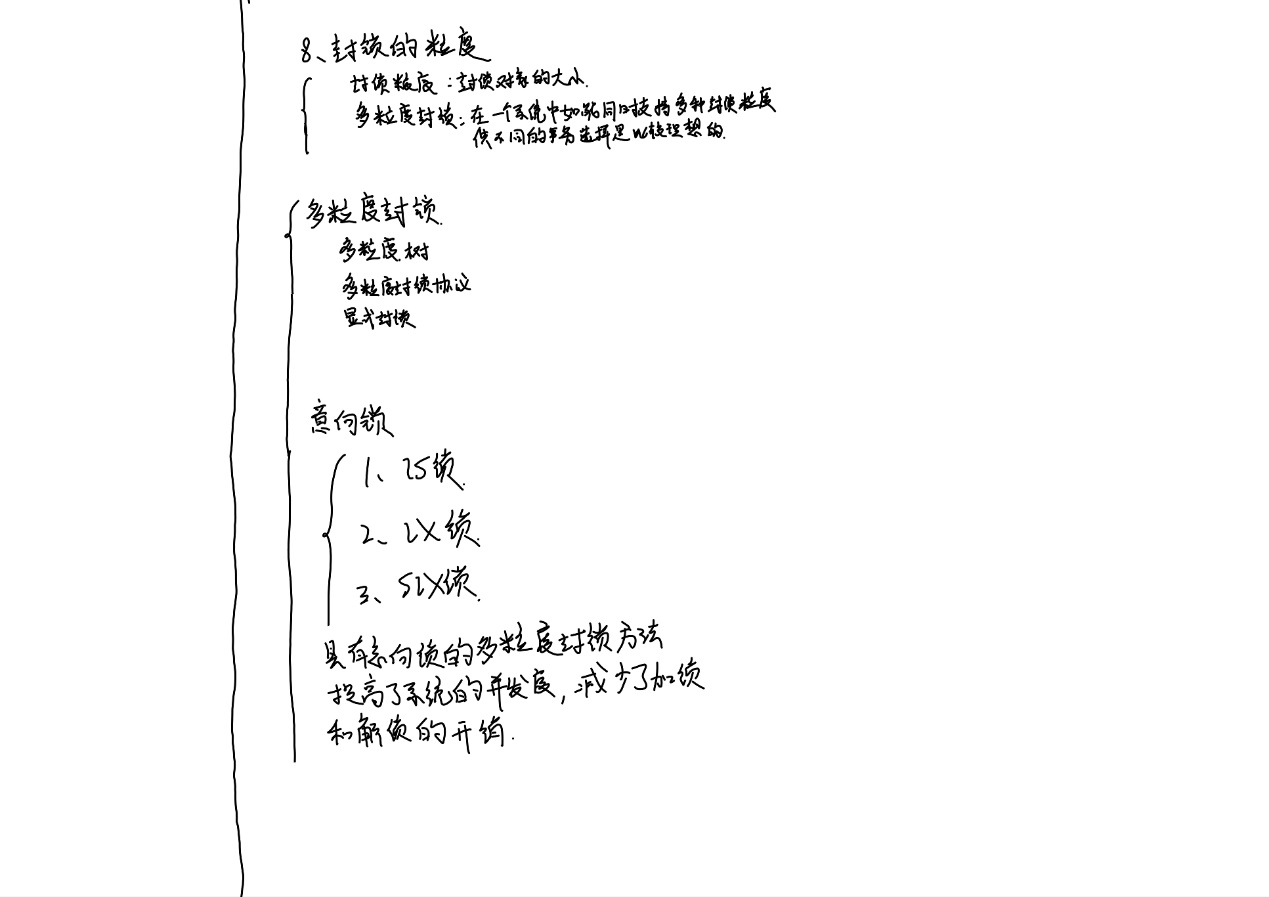 8、封锁的粒度
封锁粒度：封锁对象的大小.
多粒度封锁：在一个系统中如能同时支持多种封锁粒度
供不同的事务选择是比较理想的.
多粒度封锁.
多粒度树
多粒度封锁协议
显式封锁
意向锁
1、IS锁.
2、IX锁.
3、SIX锁.
具有意向锁的多粒度封锁方法
提高了系统的并发度，减少了加锁
和解锁的开销.